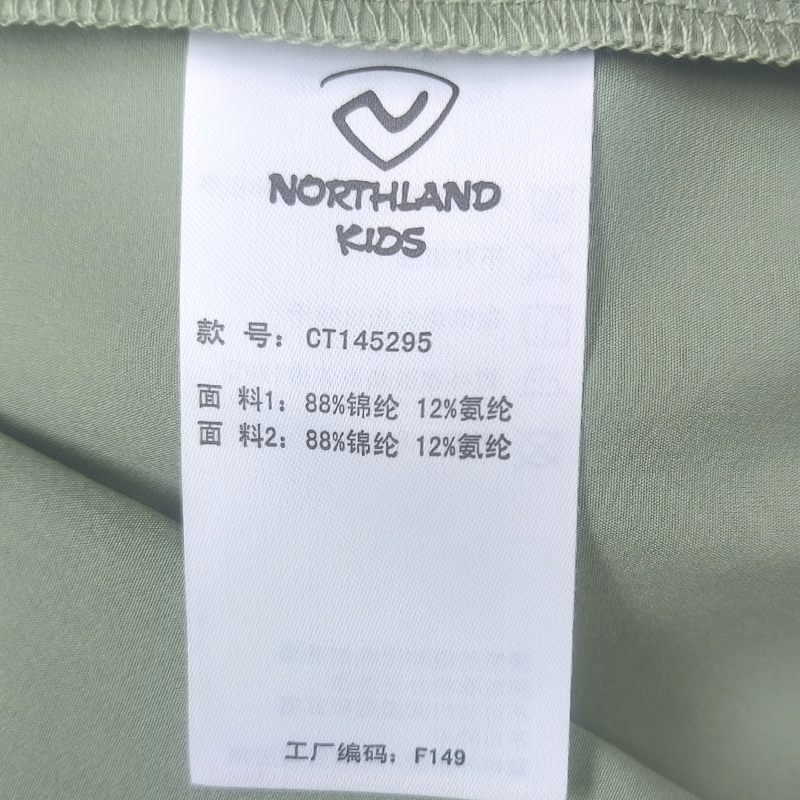 NORTHLAND
KIDS
款 号：CT145295
面 料1：88%锦纶 12%氨纶
面 料2：88%锦纶 12%氨纶
工厂编码：F149